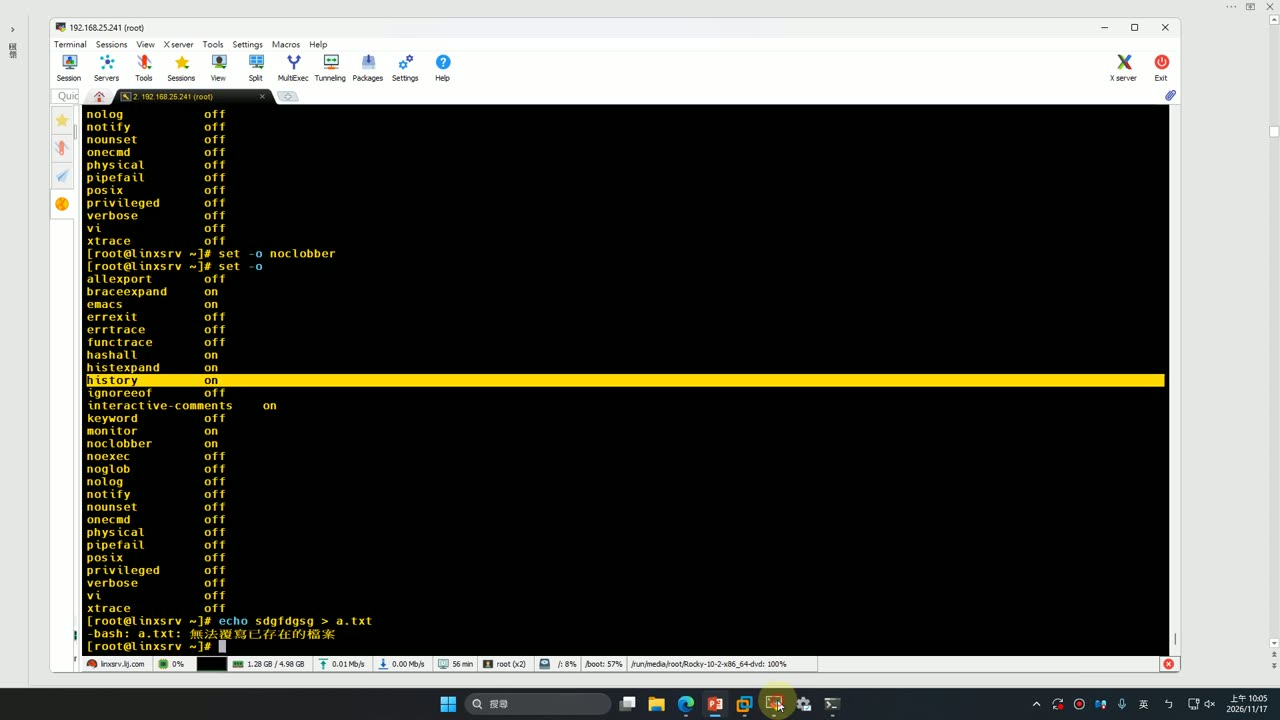 192.168.25.241 (root)
Terminal Sessions View X server Tools Settings Macros Help
Session Servers Tools Sessions View Split MultiExec Tunneling Packages Settings Help X server Exit
Quic
2. 192.168.25.241 (root)
nolog off
notify off
nounset off
onecmd off
physical off
pipefail off
posix off
privileged off
verbose off
vi off
xtrace off
[root@linxsrv ~]# set -o noclobber
[root@linxsrv ~]# set -o
allexport off
braceexpand on
emacs on
errexit off
errtrace off
functrace off
hashall on
histexpand on
history on
ignoreeof off
interactive-comments on
keyword off
monitor on
noclobber on
noexec off
noglob off
nolog off
notify off
nounset off
onecmd off
physical off
pipefail off
posix off
privileged off
verbose off
vi off
xtrace off
[root@linxsrv ~]# echo sdgfdgsg > a.txt
-bash: a.txt: 無法覆寫已存在的檔案
[root@linxsrv ~]#
linxsrv.lij.com 0% 1.28 GB / 4.98 GB 0.01 Mb/s 0.00 Mb/s 56 min root (x2) /: 8% /boot: 57% /run/media/root/Rocky-10-2-x86_64-dvd: 100%
搜尋
英
上午 10:05
2026/11/17